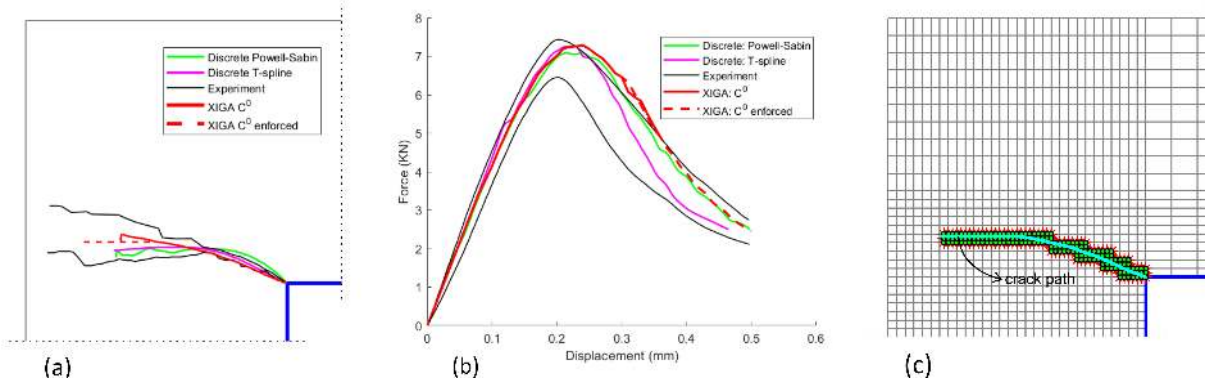 Discrete Powell-Sabin
Discrete T-spline
Experiment
XIGA C⁰
XIGA C⁰ enforced
(a)
8
7
6
5
4
3
2
1
0
Force (KN)
0 0.1 0.2 0.3 0.4 0.5 0.6
Displacement (mm)
Discrete: Powell-Sabin
Discrete: T-spline
Experiment
XIGA: C⁰
XIGA: C⁰ enforced
(b)
crack path
(c)